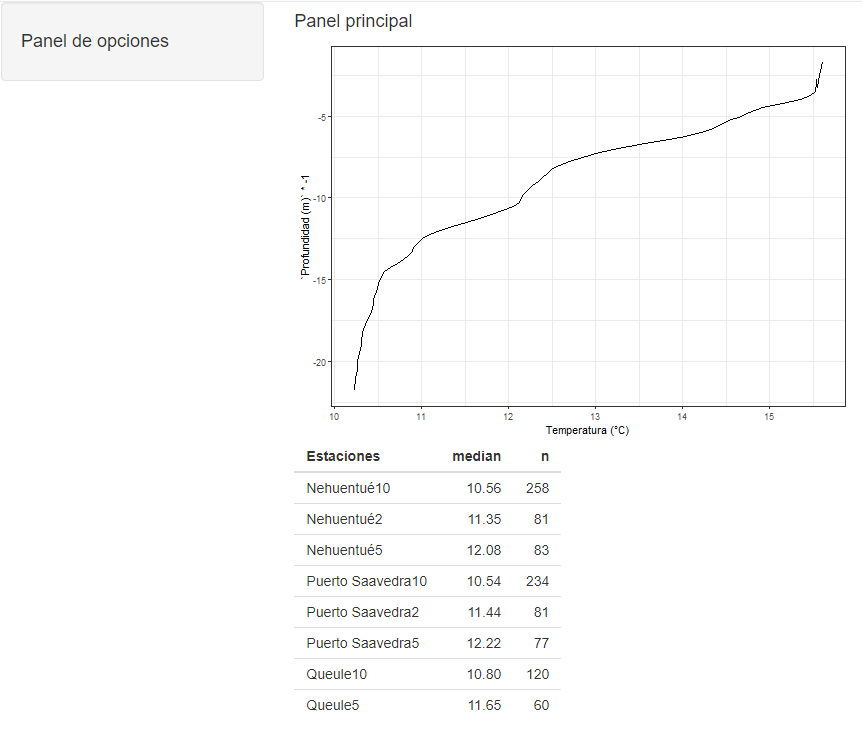 Panel de opciones
Panel principal
-5
-10
-15
-20
`Profundidad (m)` * -1
10 11 12 13 14 15
Temperatura (°C)
Estaciones median n
Nehuentué10 10.56 258
Nehuentué2 11.35 81
Nehuentué5 12.08 83
Puerto Saavedra10 10.54 234
Puerto Saavedra2 11.44 81
Puerto Saavedra5 12.22 77
Queule10 10.80 120
Queule5 11.65 60